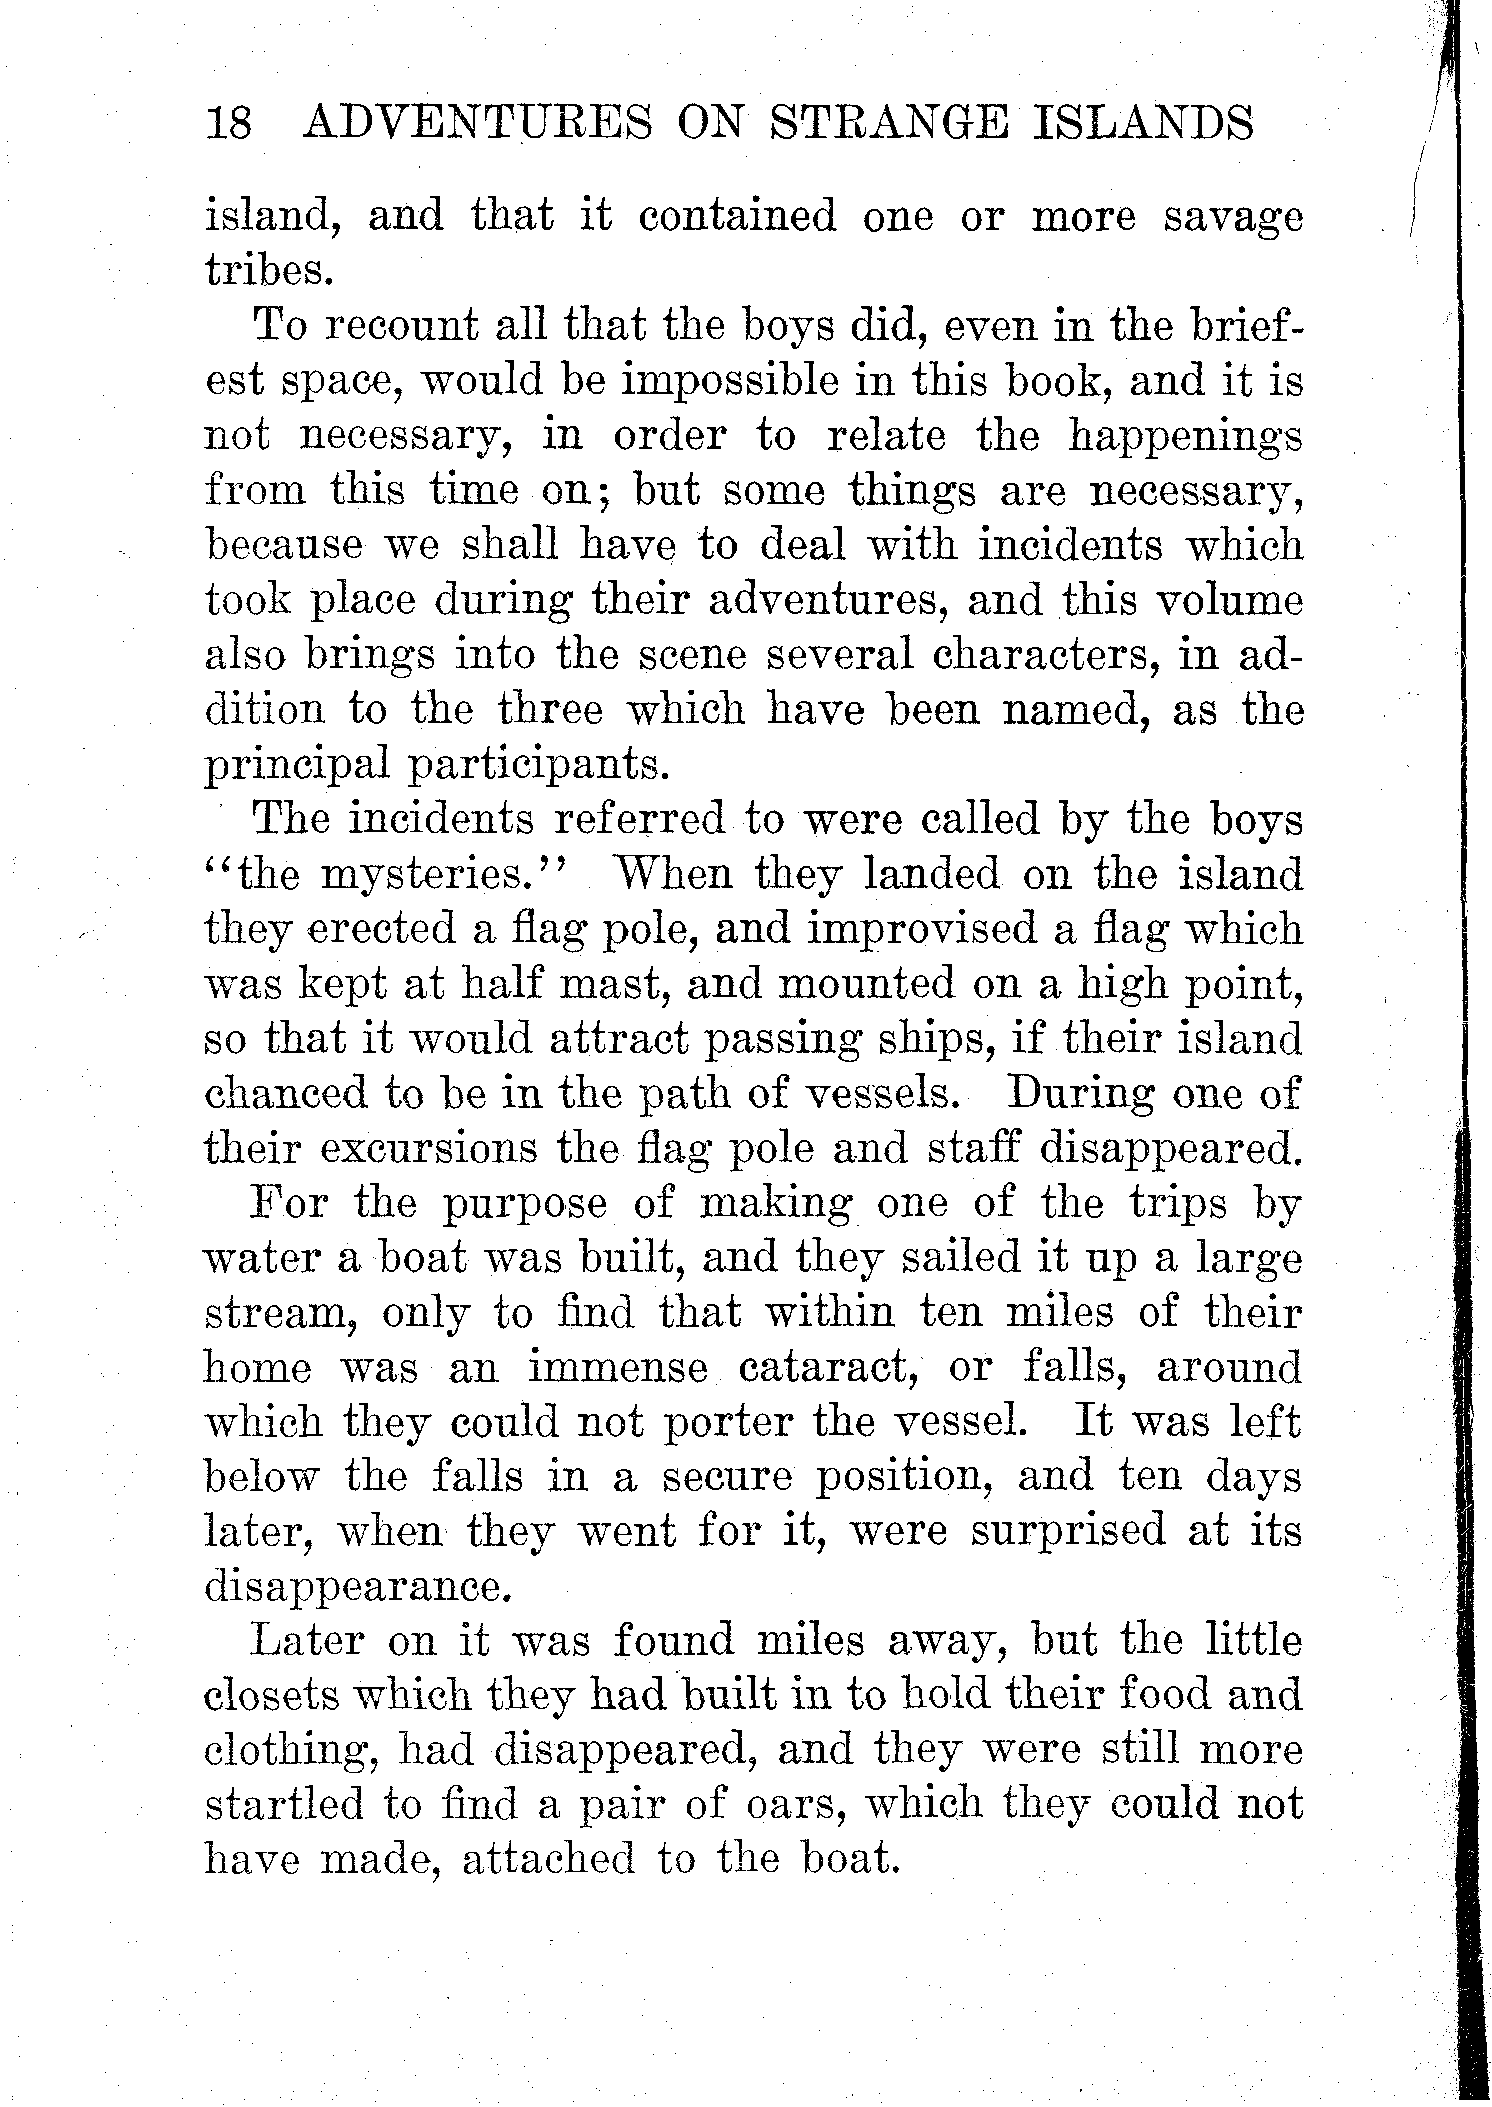 18 ADVENTURES ON STRANGE ISLANDS
island, and that it contained one or more savage
tribes.
To recount all that the boys did, even in the brief-
est space, would be impossible in this book, and it is
not necessary, in order to relate the happenings
from this time on; but some things are necessary,
because we shall have to deal with incidents which
took place during their adventures, and this volume
also brings into the scene several characters, in ad-
dition to the three which have been named, as the
principal participants.
The incidents referred to were called by the boys
"the mysteries." When they landed on the island
they erected a flag pole, and improvised a flag which
was kept at half mast, and mounted on a high point,
so that it would attract passing ships, if their island
chanced to be in the path of vessels. During one of
their excursions the flag pole and staff disappeared.
For the purpose of making one of the trips by
water a boat was built, and they sailed it up a large
stream, only to find that within ten miles of their
home was an immense cataract, or falls, around
which they could not porter the vessel. It was left
below the falls in a secure position, and ten days
later, when they went for it, were surprised at its
disappearance.
Later on it was found miles away, but the little
closets which they had built in to hold their food and
clothing, had disappeared, and they were still more
startled to find a pair of oars, which they could not
have made, attached to the boat.